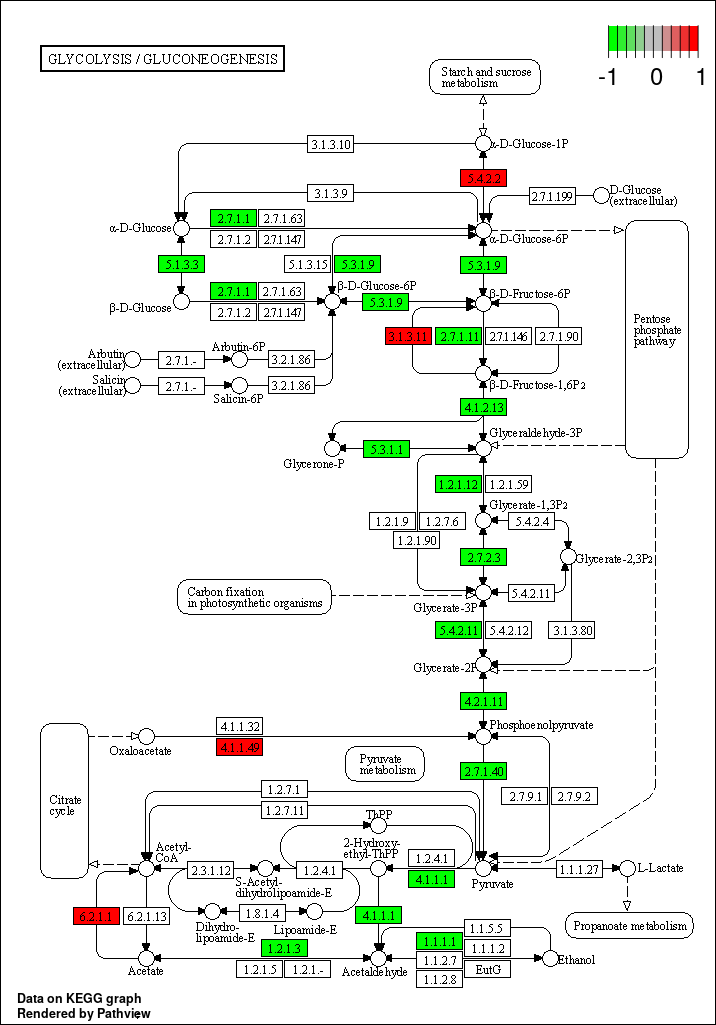 GLYCOLYSIS / GLUCONEOGENESIS
-1 0 1
Starch and sucrose
metabolism
3.1.3.10
α-D-Glucose-1P
5.4.2.2
3.1.3.9
2.7.1.199
D-Glucose
(extracellular)
2.7.1.1
2.7.1.63
α-D-Glucose
2.7.1.2
2.7.1.147
α-D-Glucose-6P
5.1.3.3
5.1.3.15
5.3.1.9
5.3.1.9
β-D-Glucose-6P
2.7.1.1
2.7.1.63
β-D-Glucose
2.7.1.2
2.7.1.147
5.3.1.9
β-D-Fructose-6P
Pentose
phosphate
pathway
3.1.3.11
2.7.1.11
2.7.1.146
2.7.1.90
Arbutin
(extracellular)
2.7.1.-
Arbutin-6P
3.2.1.86
Salicin
(extracellular)
2.7.1.-
Salicin-6P
3.2.1.86
β-D-Fructose-1,6P2
4.1.2.13
Glyceraldehyde-3P
Glycerone-P
5.3.1.1
1.2.1.12
1.2.1.59
Glycerate-1,3P2
1.2.1.9
1.2.7.6
5.4.2.4
1.2.1.90
2.7.2.3
Glycerate-2,3P2
Carbon fixation
in photosynthetic organisms
5.4.2.11
Glycerate-3P
5.4.2.11
5.4.2.12
3.1.3.80
Glycerate-2P
4.2.1.11
4.1.1.32
Phosphoenolpyruvate
Oxaloacetate
4.1.1.49
Pyruvate
metabolism
2.7.1.40
Citrate
cycle
1.2.7.1
2.7.9.1
2.7.9.2
1.2.7.11
ThPP
Acetyl-
CoA
2-Hydroxy-
ethyl-ThPP
2.3.1.12
1.2.4.1
1.2.4.1
4.1.1.1
S-Acetyl-
dihydrolipoamide-E
Pyruvate
1.1.1.27
L-Lactate
6.2.1.1
6.2.1.13
1.8.1.4
4.1.1.1
Dihydro-
lipoamide-E
Lipoamide-E
Propanoate metabolism
1.2.1.3
1.1.1.1
1.1.5.5
1.1.1.2
Acetate
1.2.1.5
1.2.1.-
Acetaldehyde
1.1.2.7
Ethanol
1.1.2.8
EutG
Data on KEGG graph
Rendered by Pathview